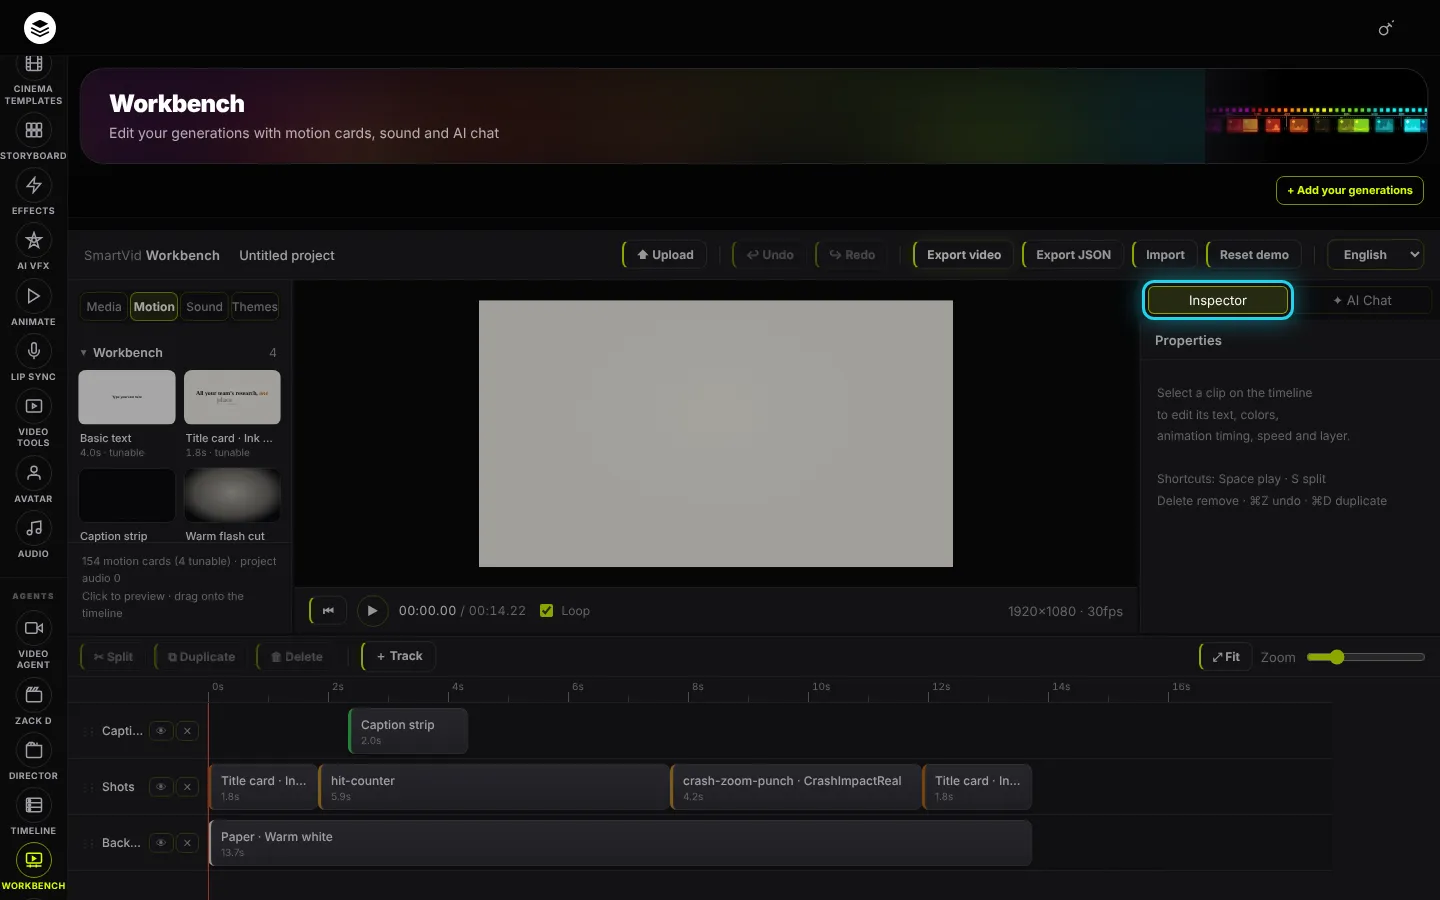 CINEMA
TEMPLATES
STORYBOARD
EFFECTS
AI VFX
ANIMATE
LIP SYNC
VIDEO
TOOLS
AVATAR
AUDIO
AGENTS
VIDEO
AGENT
ZACK D
DIRECTOR
TIMELINE
WORKBENCH
Workbench
Edit your generations with motion cards, sound and AI chat
+ Add your generations
SmartVid Workbench Untitled project
Upload
Undo
Redo
Export video
Export JSON
Import
Reset demo
English
Media
Motion
Sound
Themes
Workbench 4
All your team's research, one
Basic text
4.0s · tunable
Title card · Ink ...
1.8s · tunable
Caption strip
Warm flash cut
154 motion cards (4 tunable) · project
audio 0
Click to preview · drag onto the
timeline
00:00.00 / 00:14.22
Loop
1920×1080 · 30fps
Inspector
AI Chat
Properties
Select a clip on the timeline
to edit its text, colors,
animation timing, speed and layer.
Shortcuts: Space play · S split
Delete remove · ⌘Z undo · ⌘D duplicate
Split
Duplicate
Delete
+ Track
Fit
Zoom
0s 2s 4s 6s 8s 10s 12s 14s 16s
Capti...
Caption strip
2.0s
Shots
Title card · In...
1.8s
hit-counter
5.9s
crash-zoom-punch · CrashImpactReal
4.2s
Title card · In...
1.8s
Back...
Paper · Warm white
13.7s